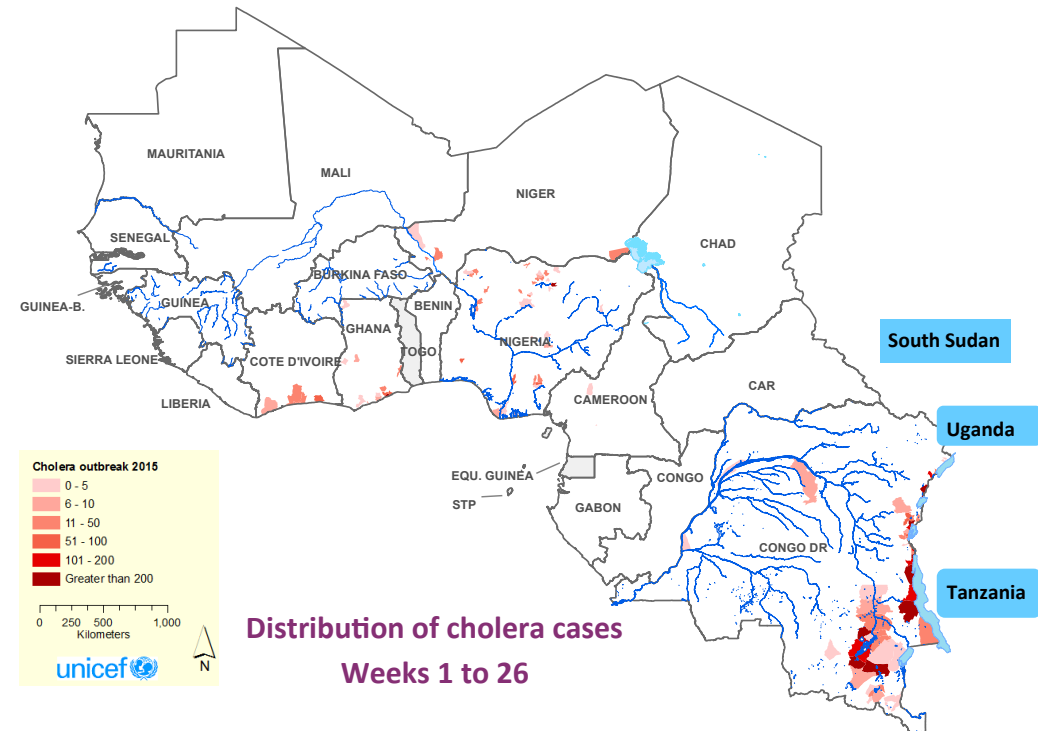 MAURITANIA
MALI
NIGER
CHAD
SENEGAL
BURKINA FASO
GUINEA-B.
GUINEA
BENIN
GHANA
TOGO
NIGERIA
SIERRA LEONE
COTE D'IVOIRE
LIBERIA
CAMEROON
CAR
South Sudan
Uganda
EQU. GUINEA
CONGO
STP
GABON
CONGO DR
Tanzania
Cholera outbreak 2015
0 - 5
6 - 10
11 - 50
51 - 100
101 - 200
Greater than 200
0 250 500 1,000
Kilometers
N
unicef
Distribution of cholera cases
Weeks 1 to 26